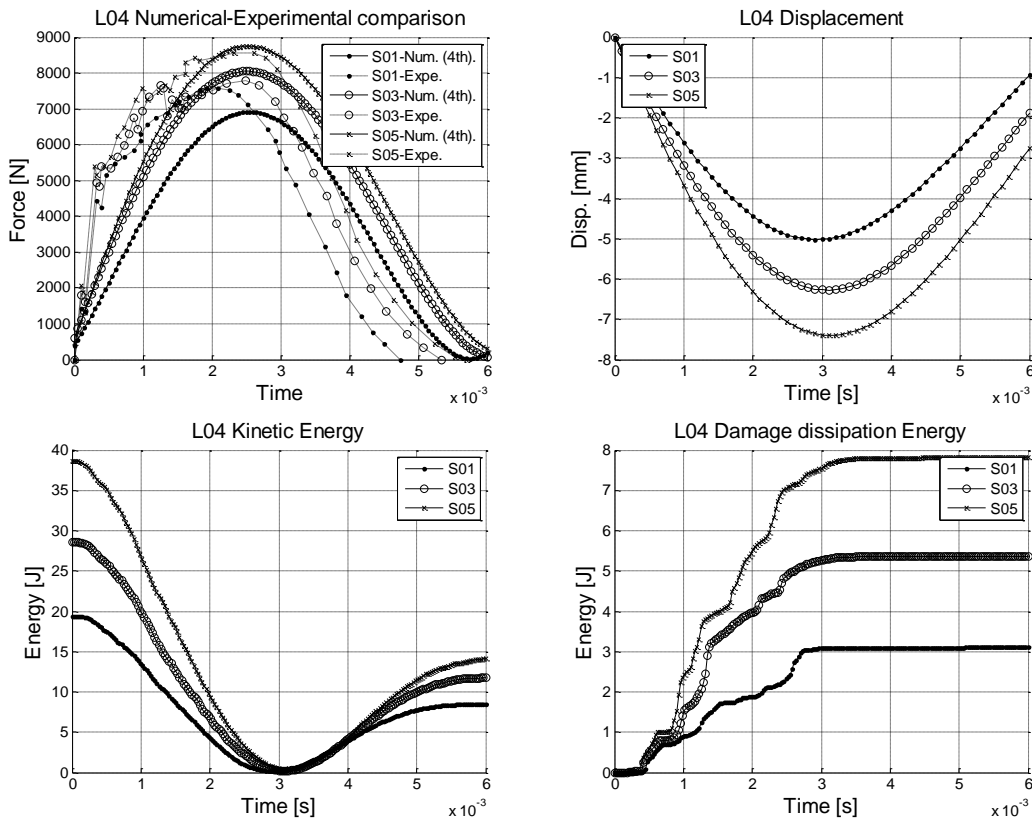 L04 Numerical-Experimental comparison
9000
8000
7000
6000
5000
4000
3000
2000
1000
0
Force [N]
S01-Num. (4th).
S01-Expe.
S03-Num. (4th).
S03-Expe.
S05-Num. (4th).
S05-Expe.
0 1 2 3 4 5 6
Time
x 10⁻³
L04 Displacement
0
-1
-2
-3
-4
-5
-6
-7
-8
Disp. [mm]
S01
S03
S05
0 1 2 3 4 5 6
Time [s]
x 10⁻³
L04 Kinetic Energy
40
35
30
25
20
15
10
5
0
Energy [J]
S01
S03
S05
0 1 2 3 4 5 6
Time [s]
x 10⁻³
L04 Damage dissipation Energy
8
7
6
5
4
3
2
1
0
Energy [J]
S01
S03
S05
0 1 2 3 4 5 6
Time [s]
x 10⁻³